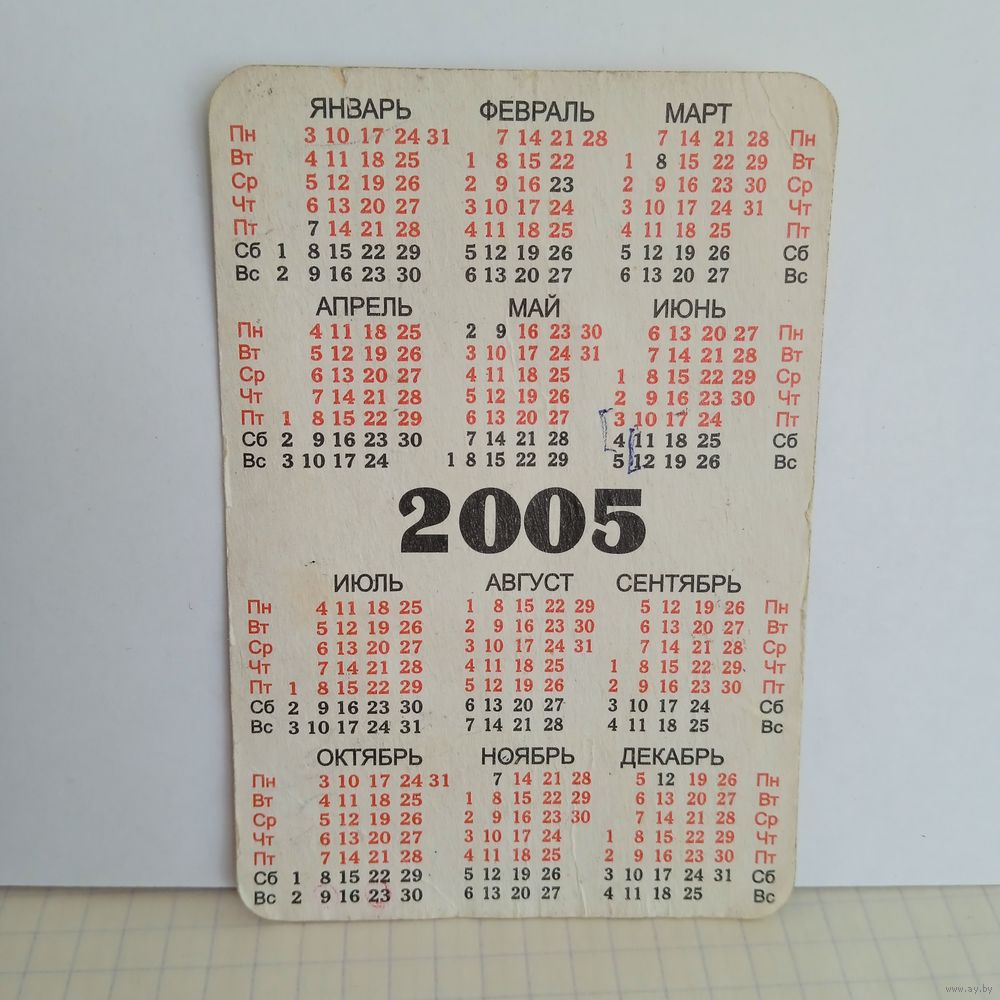 ЯНВАРЬ ФЕВРАЛЬ МАРТ
Пн 3 10 17 24 31 7 14 21 28 7 14 21 28 Пн
Вт 4 11 18 25 1 8 15 22 1 8 15 22 29 Вт
Ср 5 12 19 26 2 9 16 23 2 9 16 23 30 Ср
Чт 6 13 20 27 3 10 17 24 3 10 17 24 31 Чт
Пт 7 14 21 28 4 11 18 25 4 11 18 25 Пт
Сб 1 8 15 22 29 5 12 19 26 5 12 19 26 Сб
Вс 2 9 16 23 30 6 13 20 27 6 13 20 27 Вс
АПРЕЛЬ МАЙ ИЮНЬ
Пн 4 11 18 25 2 9 16 23 30 6 13 20 27 Пн
Вт 5 12 19 26 3 10 17 24 31 7 14 21 28 Вт
Ср 6 13 20 27 4 11 18 25 1 8 15 22 29 Ср
Чт 7 14 21 28 5 12 19 26 2 9 16 23 30 Чт
Пт 1 8 15 22 29 6 13 20 27 3 10 17 24 Пт
Сб 2 9 16 23 30 7 14 21 28 4 11 18 25 Сб
Вс 3 10 17 24 1 8 15 22 29 5 12 19 26 Вс
2005
ИЮЛЬ АВГУСТ СЕНТЯБРЬ
Пн 4 11 18 25 1 8 15 22 29 5 12 19 26 Пн
Вт 5 12 19 26 2 9 16 23 30 6 13 20 27 Вт
Ср 6 13 20 27 3 10 17 24 31 7 14 21 28 Ср
Чт 7 14 21 28 4 11 18 25 1 8 15 22 29 Чт
Пт 1 8 15 22 29 5 12 19 26 2 9 16 23 30 Пт
Сб 2 9 16 23 30 6 13 20 27 3 10 17 24 Сб
Вс 3 10 17 24 31 7 14 21 28 4 11 18 25 Вс
ОКТЯБРЬ НОЯБРЬ ДЕКАБРЬ
Пн 3 10 17 24 31 7 14 21 28 5 12 19 26 Пн
Вт 4 11 18 25 1 8 15 22 29 6 13 20 27 Вт
Ср 5 12 19 26 2 9 16 23 30 7 14 21 28 Ср
Чт 6 13 20 27 3 10 17 24 1 8 15 22 29 Чт
Пт 7 14 21 28 4 11 18 25 2 9 16 23 30 Пт
Сб 1 8 15 22 29 5 12 19 26 3 10 17 24 31 Сб
Вс 2 9 16 23 30 6 13 20 27 4 11 18 25 Вс
www.ay.by